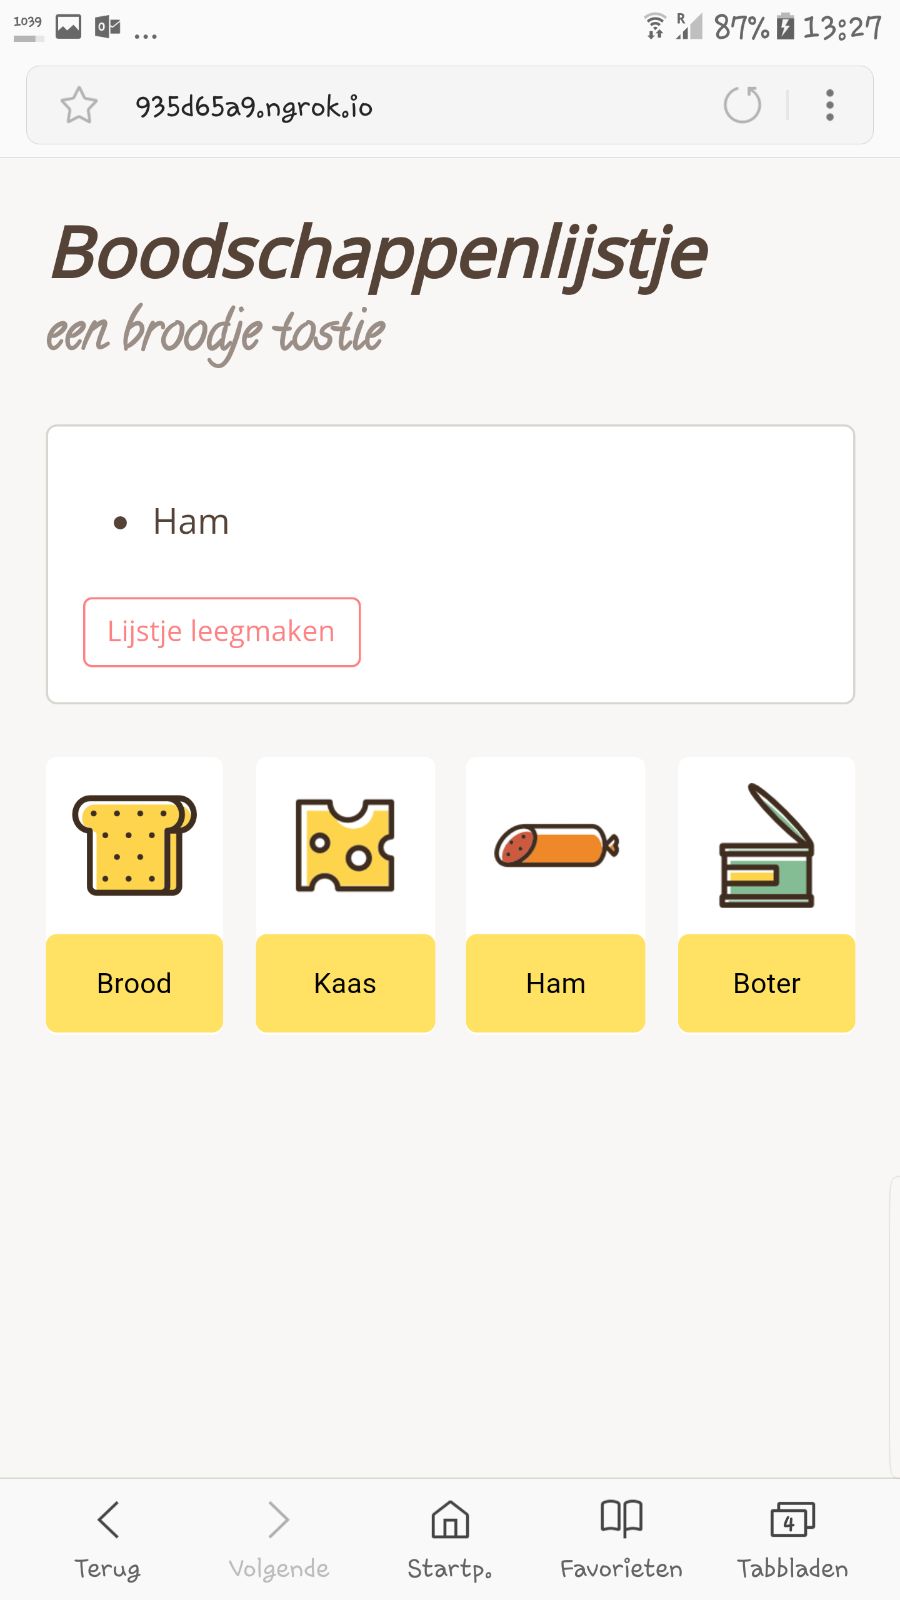 1039 ... R 87% 13:27
935d65a9.ngrok.io
Boodschappenlijstje
een broodje tostie
• Ham
Lijstje leegmaken
Brood Kaas Ham Boter
4
Terug Volgende Startp. Favorieten Tabbladen